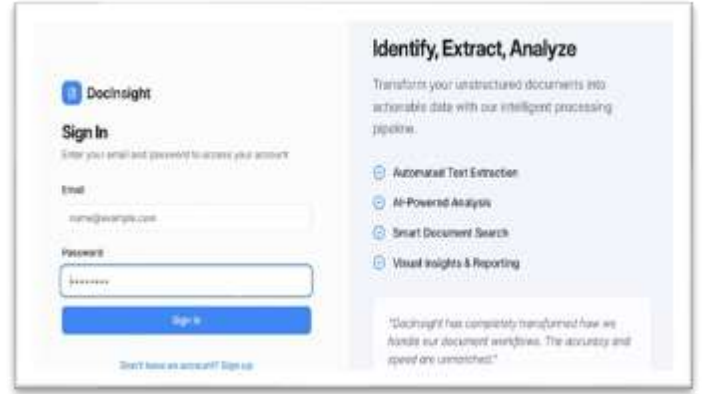 DocInsight
Sign In
Enter your email and password to access your account
Email
name@example.com
Password
Sign In
Don't have an account? Sign up
Identify, Extract, Analyze
Transform your unstructured documents into
actionable data with our intelligent processing
pipeline.
Automated Text Extraction
AI-Powered Analysis
Smart Document Search
Visual Insights & Reporting
"DocInsight has completely transformed how we
handle our document workflows. The accuracy and
speed are unmatched."